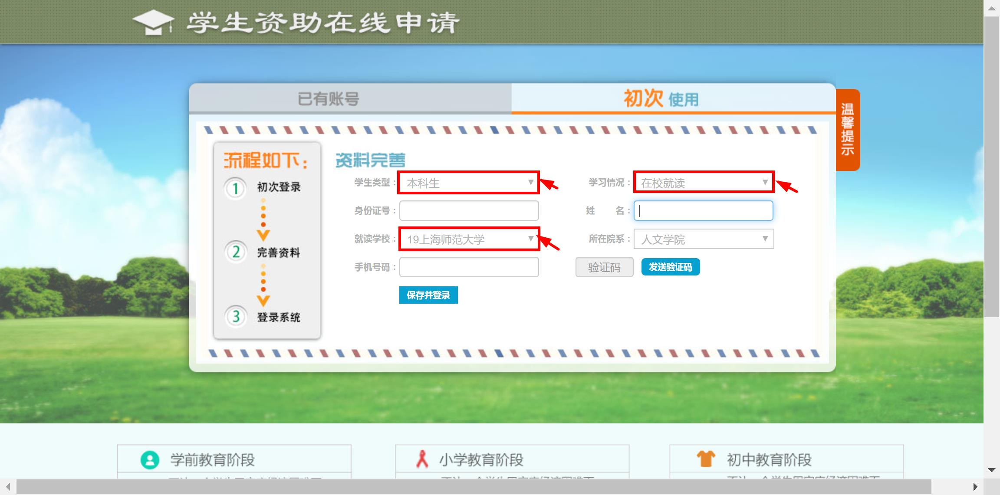 学生资助在线申请
已有账号
初次 使用
温馨提示
流程如下：
1 初次登录
2 完善资料
3 登录系统
资料完善
学生类型： 本科生 ▼ 学习情况： 在校就读 ▼
身份证号： 姓 名：
就读学校： 19上海师范大学 ▼ 所在院系： 人文学院 ▼
手机号码： 验证码 发送验证码
保存并登录
学前教育阶段
小学教育阶段
初中教育阶段